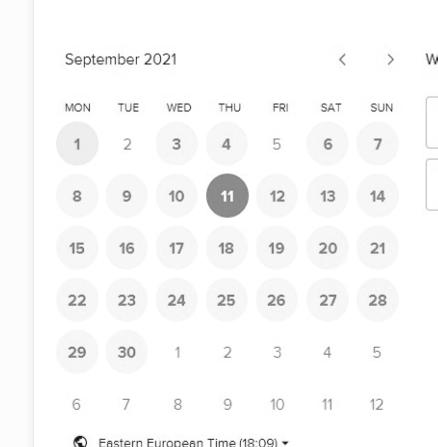 September 2021
W
MON TUE WED THU FRI SAT SUN
1 2 3 4 5 6 7
8 9 10 11 12 13 14
15 16 17 18 19 20 21
22 23 24 25 26 27 28
29 30 1 2 3 4 5
6 7 8 9 10 11 12
Eastern European Time (18:09)